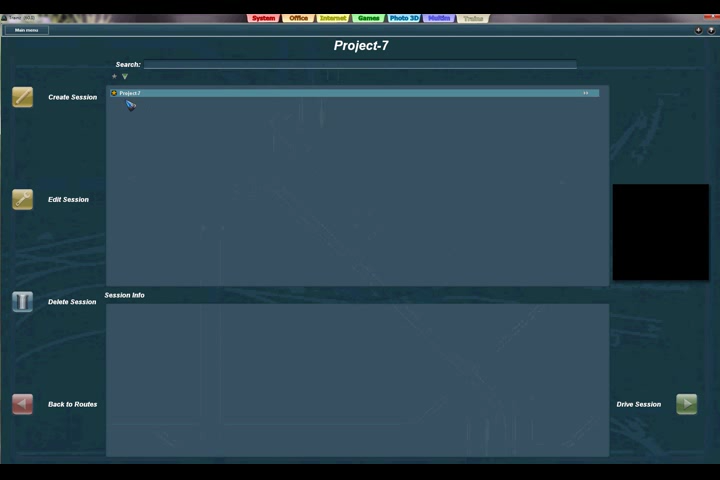 System Office Internet Games Photo 3D Multim Trains
Main menu
Project-7
Search:
Create Session
Project-7
Edit Session
Delete Session
Session Info
Back to Routes
Drive Session